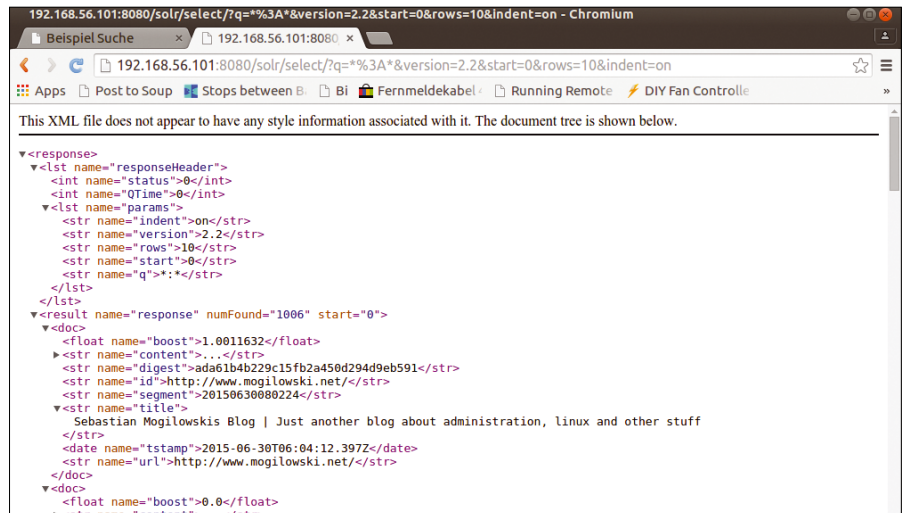 192.168.56.101:8080/solr/select/?q=*%3A*&version=2.2&start=0&rows=10&indent=on - Chromium
Beispiel Suche × 192.168.56.101:8080 ×
192.168.56.101:8080/solr/select/?q=*%3A*&version=2.2&start=0&rows=10&indent=on
Apps Post to Soup Stops between B Bi Fernmeldekabel Running Remote DIY Fan Controlle »
This XML file does not appear to have any style information associated with it. The document tree is shown below.
▼<response>
▼<lst name="responseHeader">
<int name="status">0</int>
<int name="QTime">0</int>
▼<lst name="params">
<str name="indent">on</str>
<str name="version">2.2</str>
<str name="rows">10</str>
<str name="start">0</str>
<str name="q">*:*</str>
</lst>
</lst>
▼<result name="response" numFound="1006" start="0">
▼<doc>
<float name="boost">1.0011632</float>
▶<str name="content">...</str>
<str name="digest">ada61b4b229c15fb2a450d294d9eb591</str>
<str name="id">http://www.mogilowski.net/</str>
<str name="segment">20150630080224</str>
▼<str name="title">
Sebastian Mogilowskis Blog | Just another blog about administration, linux and other stuff
</str>
<date name="tstamp">2015-06-30T06:04:12.397Z</date>
<str name="url">http://www.mogilowski.net/</str>
</doc>
▼<doc>
<float name="boost">0.0</float>